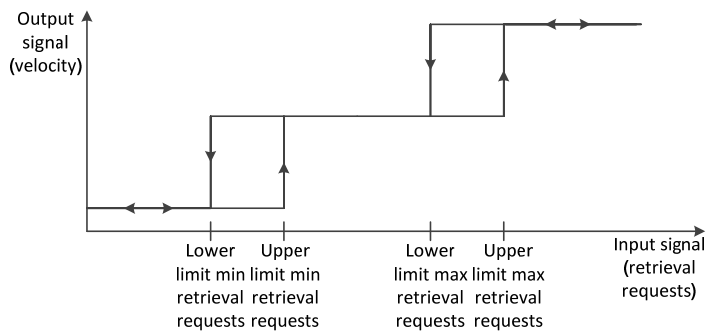 Output
signal
(velocity)
Lower
limit min
retrieval
requests
Upper
limit min
retrieval
requests
Lower
limit max
retrieval
requests
Upper
limit max
retrieval
requests
Input signal
(retrieval
requests)